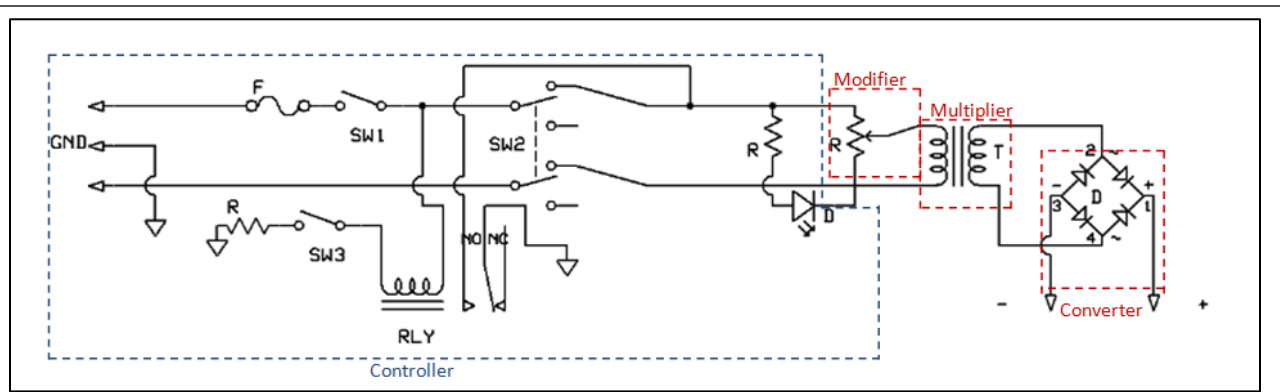 Modifier
F
Multiplier
SW1
GND
SW2
R
R
T
2
~
-
+
D
3
1
R
D
4
~
SW3
NO NC
-
+
Converter
RLY
Controller